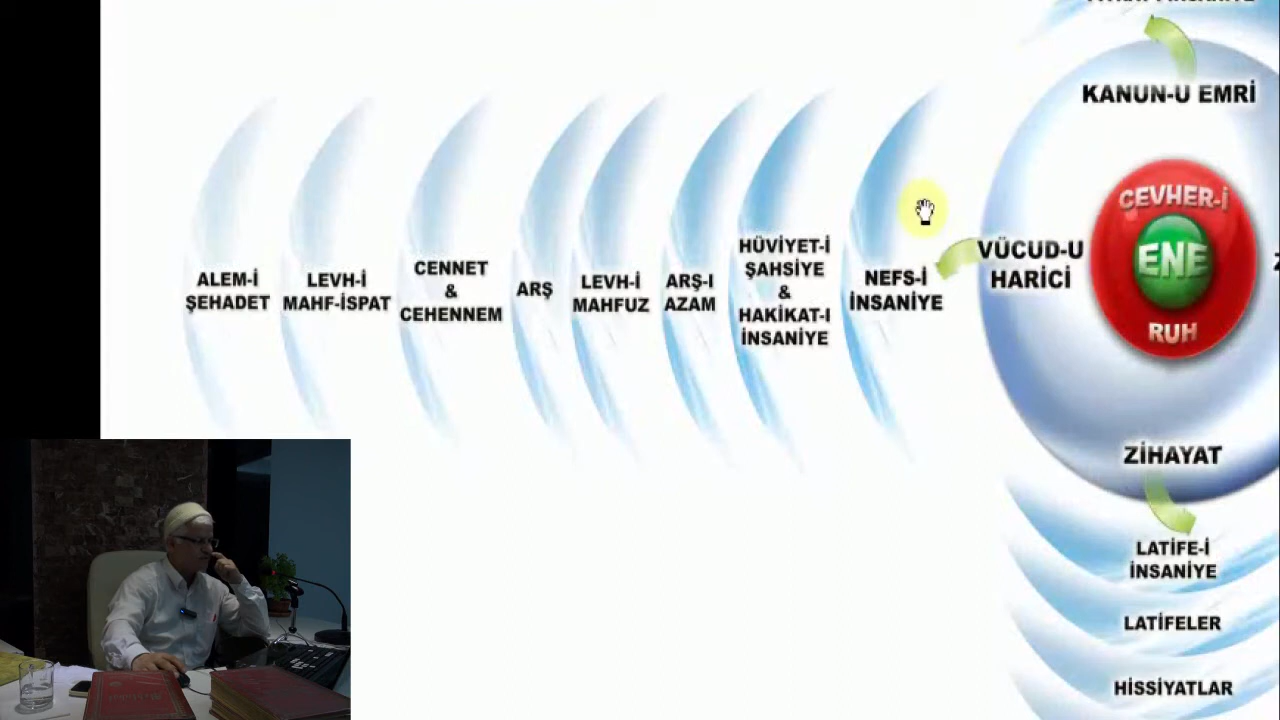 KANUN-U EMRİ
CEVHER-İ
ENE
RUH
VÜCUD-U
HARİCİ
NEFS-İ
İNSANİYE
HÜVİYET-İ
ŞAHSİYE
&
HAKİKAT-I
İNSANİYE
ARŞ-I
AZAM
LEVH-İ
MAHFUZ
ARŞ
CENNET
&
CEHENNEM
LEVH-İ
MAHF-İSPAT
ALEM-İ
ŞEHADET
ZİHAYAT
LATİFE-İ
İNSANİYE
LATİFELER
HİSSİYATLAR